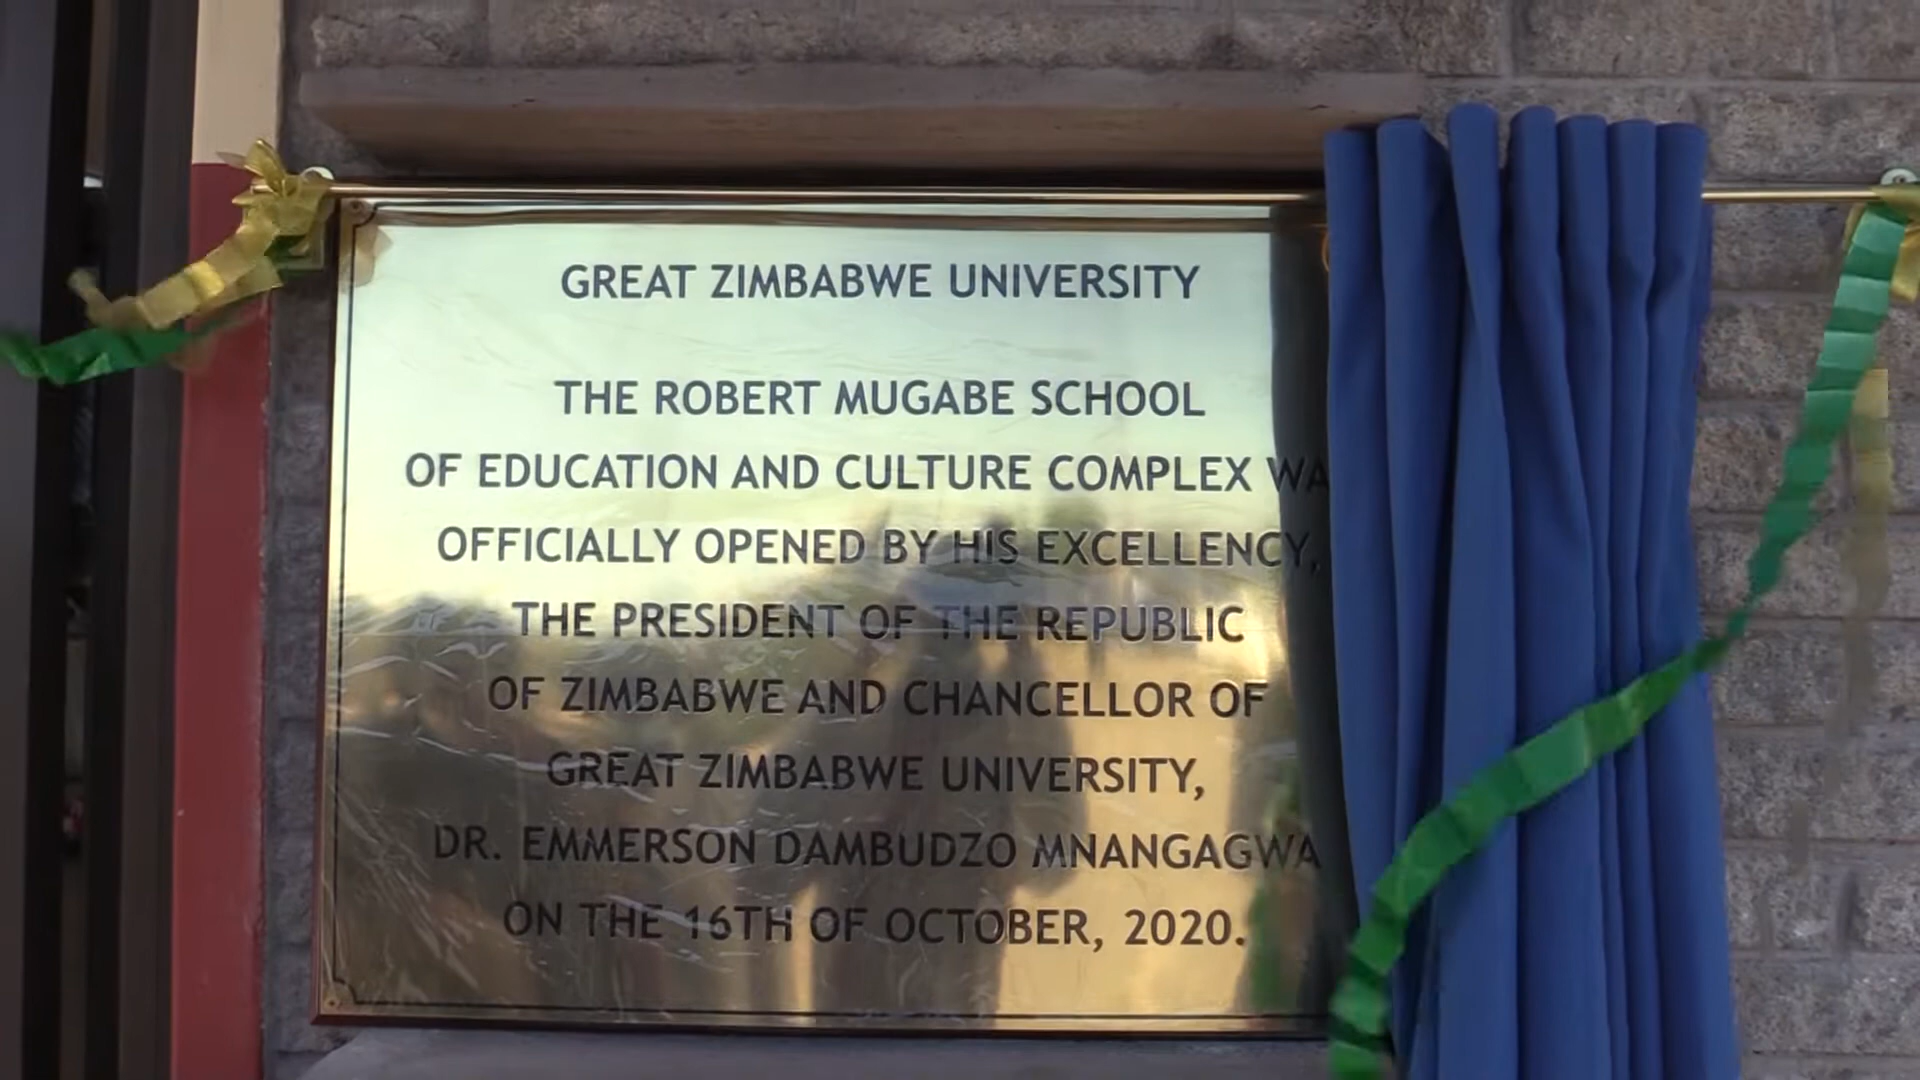 GREAT ZIMBABWE UNIVERSITY
THE ROBERT MUGABE SCHOOL
OF EDUCATION AND CULTURE COMPLEX WA
OFFICIALLY OPENED BY HIS EXCELLENCY,
THE PRESIDENT OF THE REPUBLIC
OF ZIMBABWE AND CHANCELLOR OF
GREAT ZIMBABWE UNIVERSITY,
DR. EMMERSON DAMBUDZO MNANGAGWA
ON THE 16TH OF OCTOBER, 2020.